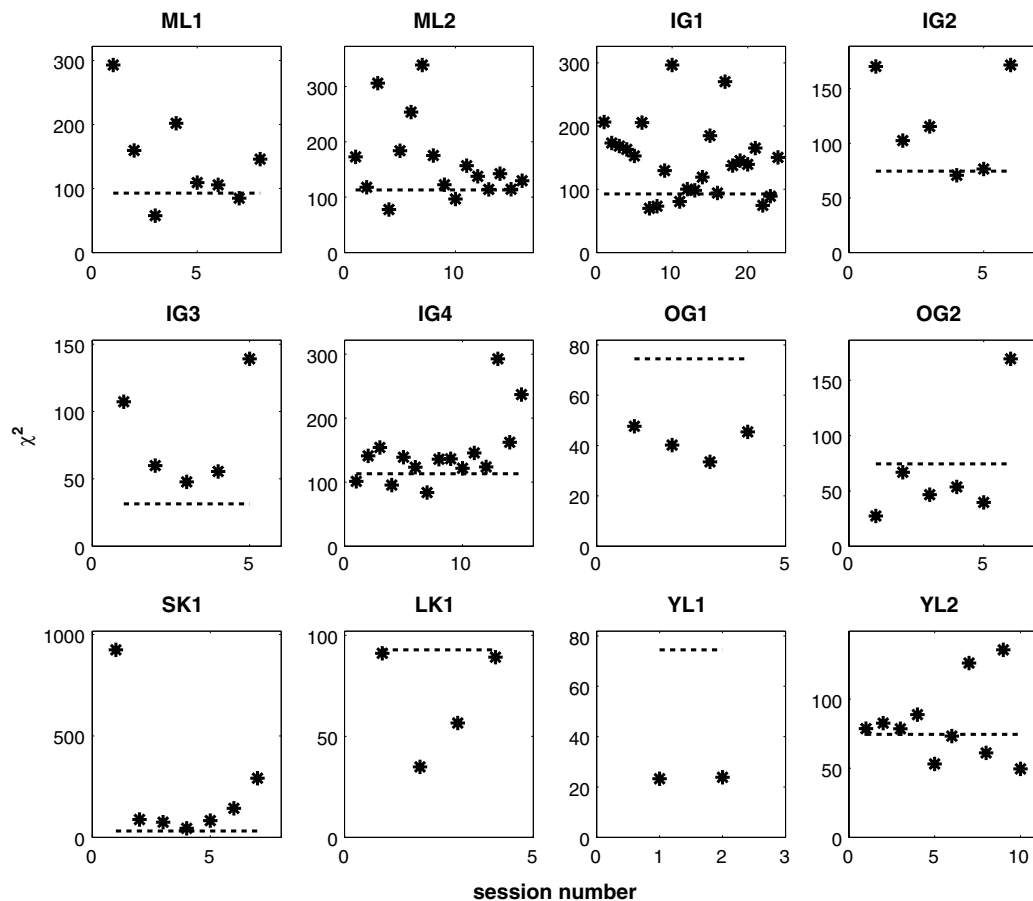 ML1 ML2 IG1 IG2
300 300 300 150
200 200 200 100
100 100 100 50
0 0 0 0
0 5 0 10 0 10 20 0 5
IG3 IG4 OG1 OG2
150 300 80 150
100 200 60 100
50 100 40 50
20
0 0 0 0
0 5 0 10 0 5 0 5
χ²
SK1 LK1 YL1 YL2
1000 100 80 100
500 50 60 50
40
20
0 0 0 0
0 5 0 5 0 1 2 3 0 5 10
session number